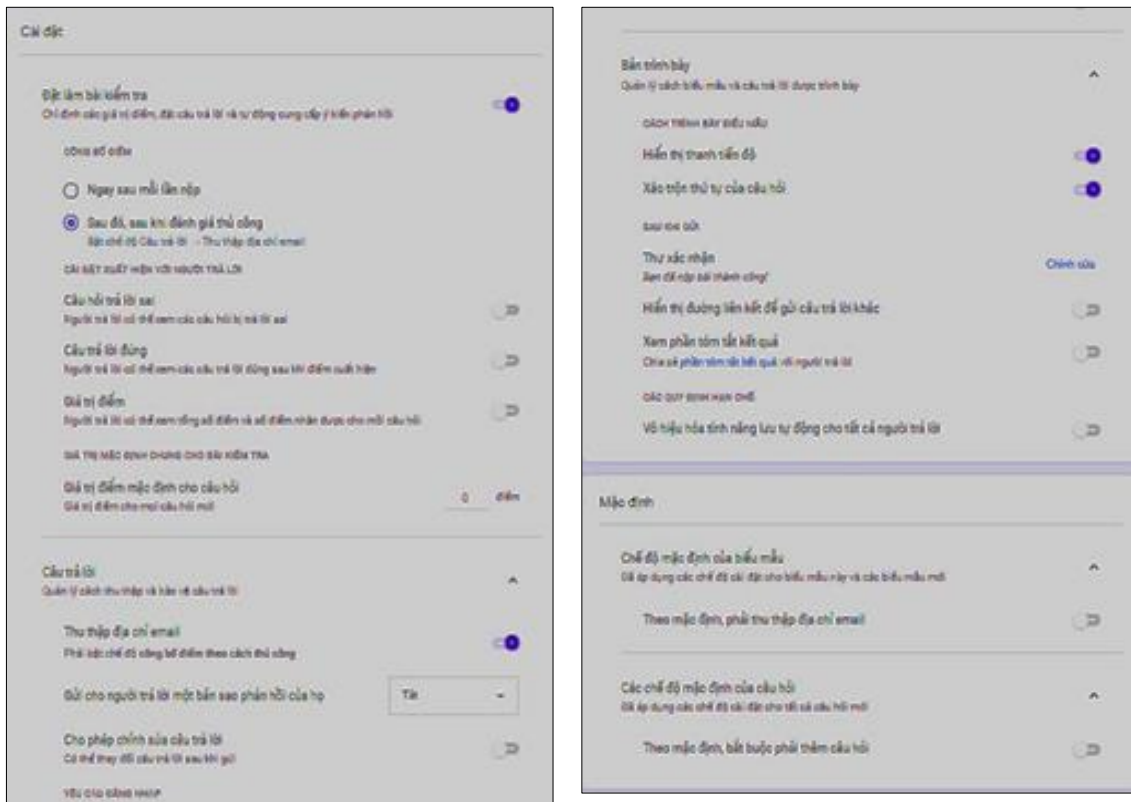 Cài đặt
Đặt làm bài kiểm tra
Chỉ định các giá trị điểm, đặt câu trả lời và tự động cung cấp ý kiến phản hồi
CÔNG BỐ ĐIỂM
Ngay sau mỗi lần nộp
Sau đó, sau khi đánh giá thủ công
Bật chế độ Câu trả lời → Thu thập địa chỉ email
CÀI ĐẶT XUẤT HIỆN VỚI NGƯỜI TRẢ LỜI
Câu hỏi trả lời sai
Người trả lời có thể xem các câu hỏi bị trả lời sai
Câu trả lời đúng
Người trả lời có thể xem các câu trả lời đúng sau khi điểm xuất hiện
Giá trị điểm
Người trả lời có thể xem tổng số điểm và số điểm nhận được cho mỗi câu hỏi
GIÁ TRỊ MẶC ĐỊNH CHUNG CHO BÀI KIỂM TRA
Giá trị điểm mặc định cho câu hỏi
0 điểm
Giá trị điểm cho mọi câu hỏi mới
Câu trả lời
Quản lý cách thu thập và bảo vệ câu trả lời
Thu thập địa chỉ email
Phải bật chế độ công bố điểm theo cách thủ công
Gửi cho người trả lời một bản sao phản hồi của họ
Tắt
Cho phép chỉnh sửa câu trả lời
Có thể thay đổi câu trả lời sau khi gửi
YÊU CẦU ĐĂNG NHẬP
Bản trình bày
Quản lý cách biểu mẫu và câu trả lời được trình bày
CÁCH TRÌNH BÀY BIỂU MẪU
Hiển thị thanh tiến độ
Xáo trộn thứ tự của câu hỏi
SAU KHI GỬI
Thư xác nhận
Chỉnh sửa
Bạn đã nộp bài thành công!
Hiển thị đường liên kết để gửi câu trả lời khác
Xem phần tóm tắt kết quả
Chia sẻ phần tóm tắt kết quả với người trả lời
CÁC QUY ĐỊNH HẠN CHẾ
Vô hiệu hóa tính năng lưu tự động cho tất cả người trả lời
Mặc định
Chế độ mặc định của biểu mẫu
Đã áp dụng các chế độ cài đặt cho biểu mẫu này và các biểu mẫu mới
Theo mặc định, phải thu thập địa chỉ email
Các chế độ mặc định của câu hỏi
Đã áp dụng các chế độ cài đặt cho tất cả câu hỏi mới
Theo mặc định, bắt buộc phải thêm câu hỏi